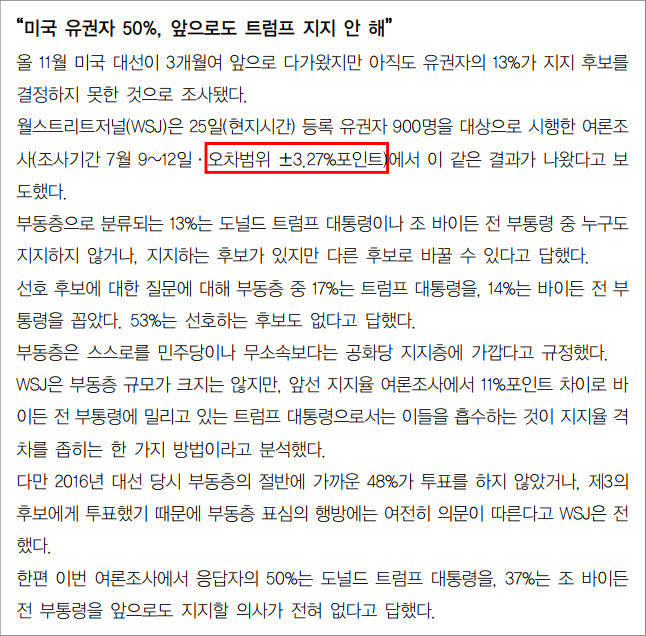 “미국 유권자 50%, 앞으로도 트럼프 지지 안 해”
올 11월 미국 대선이 3개월여 앞으로 다가왔지만 아직도 유권자의 13%가 지지 후보를
결정하지 못한 것으로 조사됐다.
월스트리트저널(WSJ)은 25일(현지시간) 등록 유권자 900명을 대상으로 시행한 여론조
사(조사기간 7월 9~12일·오차범위 ±3.27%포인트)에서 이 같은 결과가 나왔다고 보
도했다.
부동층으로 분류되는 13%는 도널드 트럼프 대통령이나 조 바이든 전 부통령 중 누구도
지지하지 않거나, 지지하는 후보가 있지만 다른 후보로 바꿀 수 있다고 답했다.
선호 후보에 대한 질문에 대해 부동층 중 17%는 트럼프 대통령을, 14%는 바이든 전 부
통령을 꼽았다. 53%는 선호하는 후보도 없다고 답했다.
부동층은 스스로를 민주당이나 무소속보다는 공화당 지지층에 가깝다고 규정했다.
WSJ은 부동층 규모가 크지는 않지만, 앞선 지지율 여론조사에서 11%포인트 차이로 바
이든 전 부통령에 밀리고 있는 트럼프 대통령으로서는 이들을 흡수하는 것이 지지율 격
차를 좁히는 한 가지 방법이라고 분석했다.
다만 2016년 대선 당시 부동층의 절반에 가까운 48%가 투표를 하지 않았거나, 제3의
후보에게 투표했기 때문에 부동층 표심의 행방에는 여전히 의문이 따른다고 WSJ은 전
했다.
한편 이번 여론조사에서 응답자의 50%는 도널드 트럼프 대통령을, 37%는 조 바이든
전 부통령을 앞으로도 지지할 의사가 전혀 없다고 답했다.